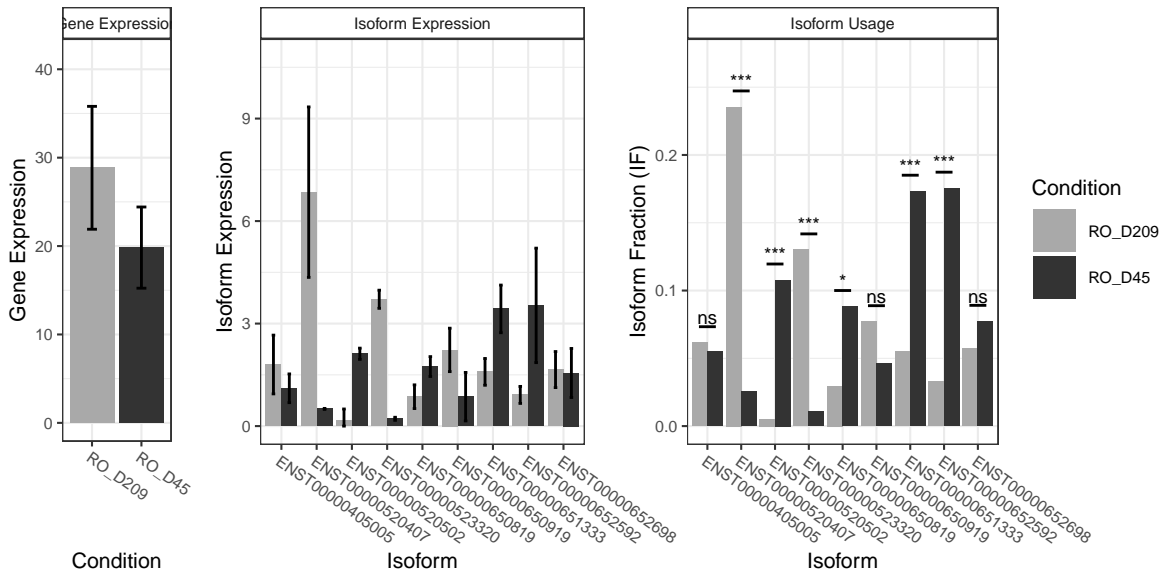 Gene Expression
Isoform Expression
Isoform Usage
Gene Expression
40
30
20
10
0
RO_D209
RO_D45
Condition
Isoform Expression
9
6
3
0
ENST00000405005
ENST00000520407
ENST00000520502
ENST00000523320
ENST00000650819
ENST00000650919
ENST00000651333
ENST00000652592
ENST00000652698
Isoform
Isoform Fraction (IF)
0.2
0.1
0.0
ns
***
***
***
*
ns
***
***
ns
ENST00000405005
ENST00000520407
ENST00000520502
ENST00000523320
ENST00000650819
ENST00000650919
ENST00000651333
ENST00000652592
ENST00000652698
Isoform
Condition
RO_D209
RO_D45